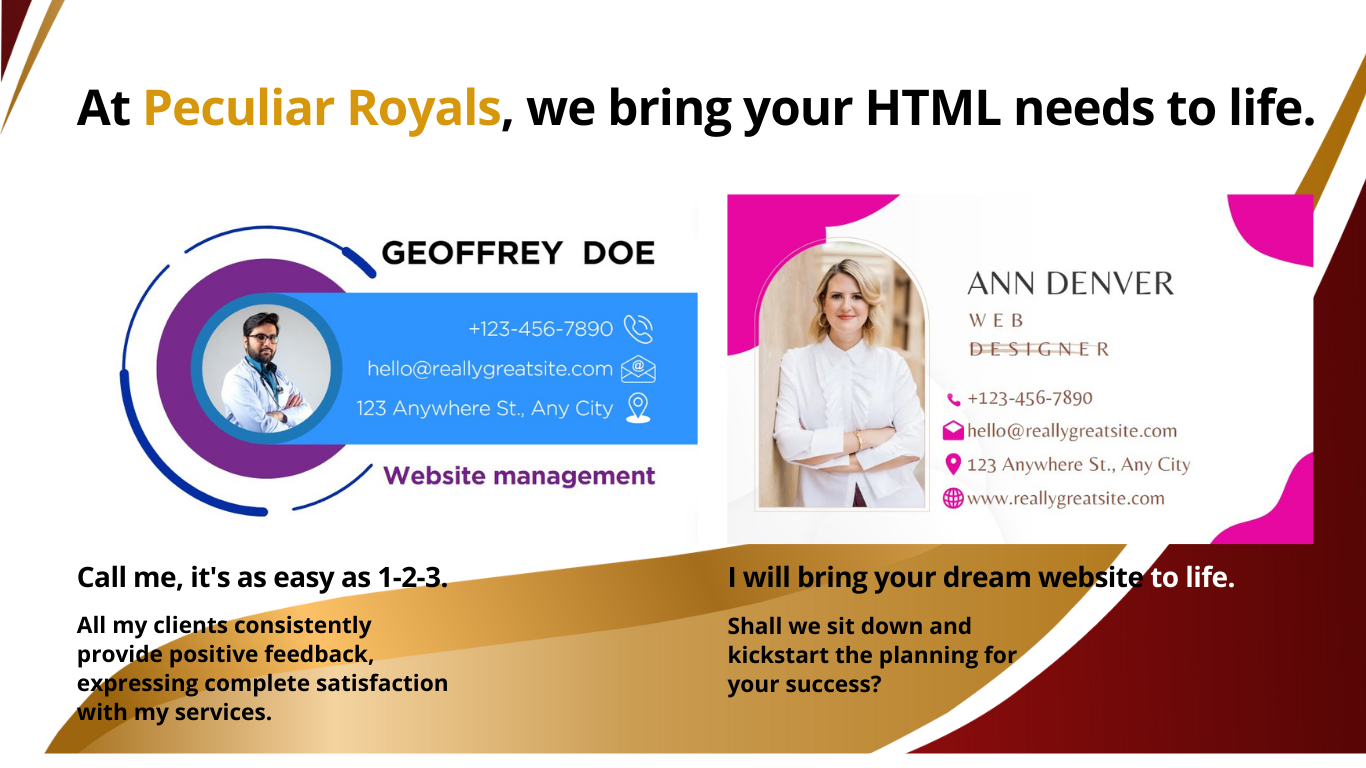 At Peculiar Royals, we bring your HTML needs to life.
GEOFFREY DOE
+123-456-7890
hello@reallygreatsite.com
123 Anywhere St., Any City
Website management
ANN DENVER
WEB
DESIGNER
+123-456-7890
hello@reallygreatsite.com
123 Anywhere St., Any City
www.reallygreatsite.com
Call me, it's as easy as 1-2-3.
All my clients consistently
provide positive feedback,
expressing complete satisfaction
with my services.
I will bring your dream website to life.
Shall we sit down and
kickstart the planning for
your success?